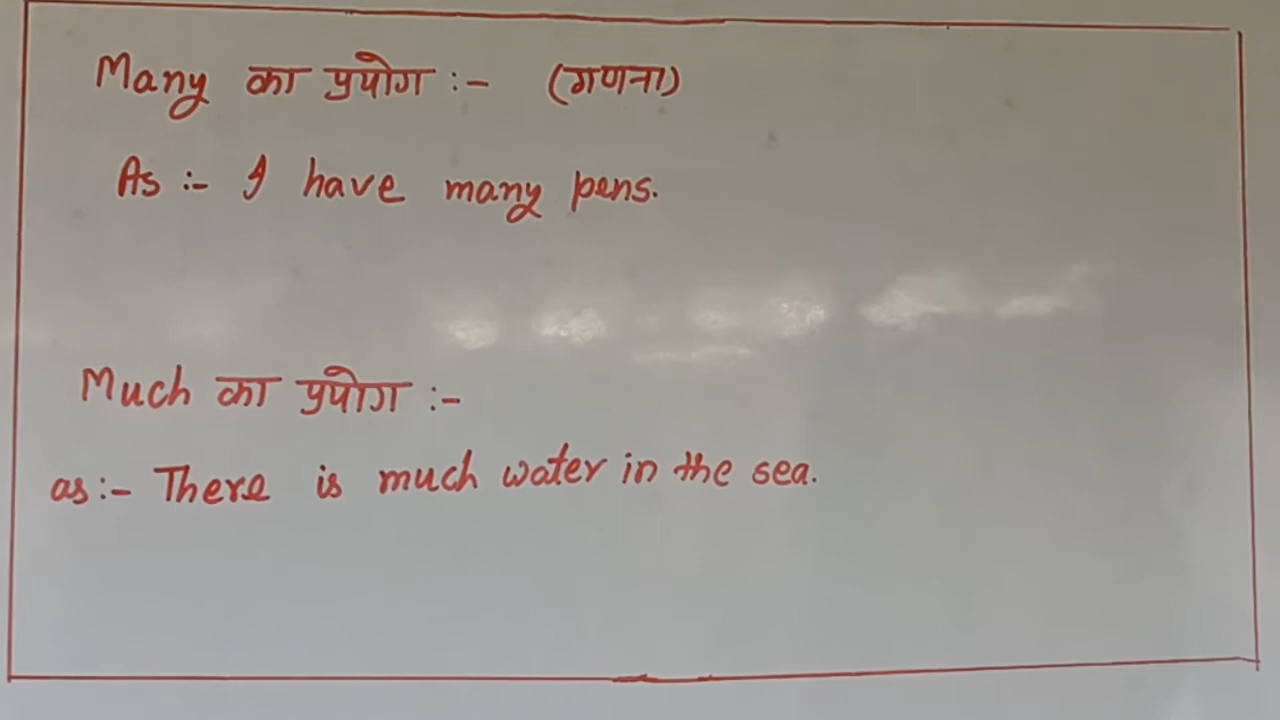 Many का प्रयोग :- (गणना)
As :- I have many pens.
Much का प्रयोग :-
as :- There is much water in the sea.